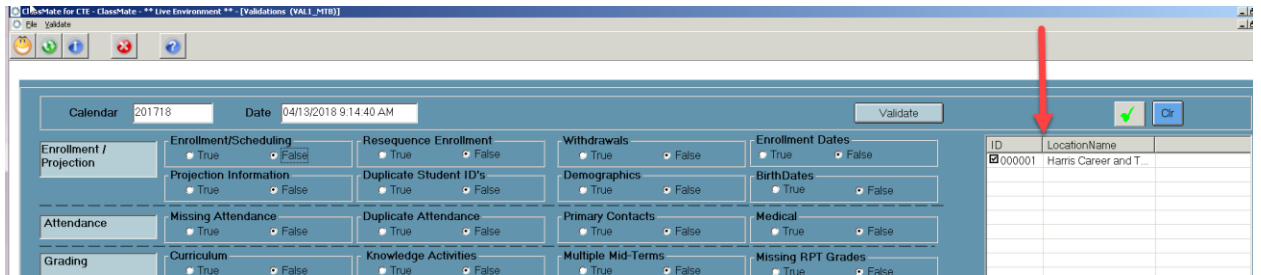 ClassMate for CTE - ClassMate - ** Live Environment ** - [Validations (VAL1_MTB)]
File Validate
Calendar 201718 Date 04/13/2018 9:14:40 AM Validate Clr
Enrollment / Projection
Enrollment/Scheduling Resequence Enrollment Withdrawals Enrollment Dates
True False True False True False True False
Projection Information Duplicate Student ID's Demographics BirthDates
True False True False True False True False
ID LocationName
000001 Harris Career and T...
Attendance
Missing Attendance Duplicate Attendance Primary Contacts Medical
True False True False True False True False
Grading
Curriculum Knowledge Activities Multiple Mid-Terms Missing RPT Grades
True False True False True False True False